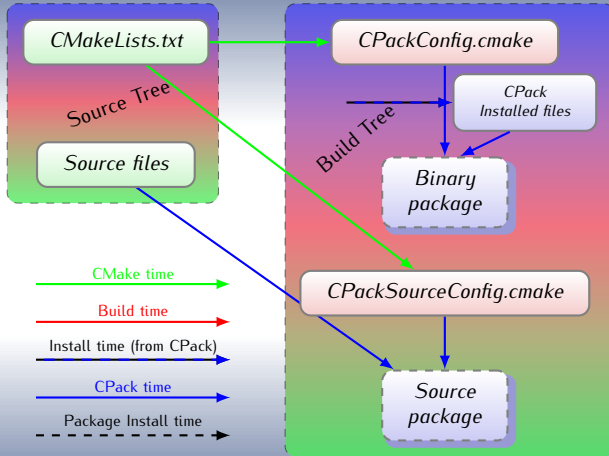 CMakeLists.txt
CPackConfig.cmake
Source Tree
CPack
Installed files
Build Tree
Source files
Binary
package
CMake time
CPackSourceConfig.cmake
Build time
Install time (from CPack)
CPack time
Source
package
Package Install time